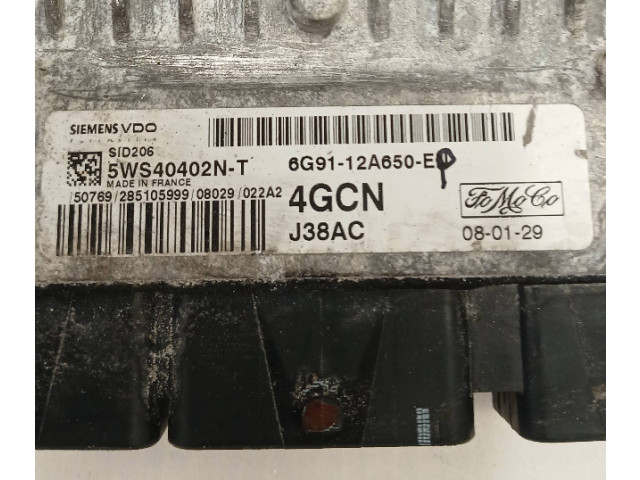 SIEMENS VDO
SID206
5WS40402N-T
MADE IN FRANCE
50769/285105999/08029/022A2
6G91-12A650-E
4GCN
J38AC
FoMoCo
08-01-29